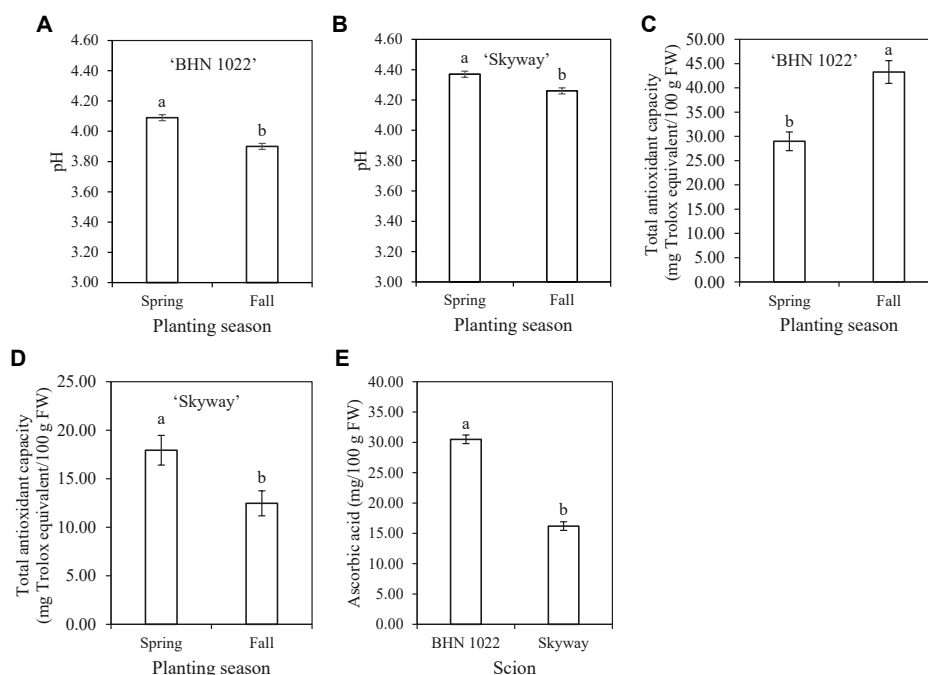 A
4.60
4.40
4.20
4.00
3.80
3.60
3.40
3.20
3.00
pH
‘BHN 1022’
a
b
Spring Fall
Planting season
B
4.60
4.40
4.20
4.00
3.80
3.60
3.40
3.20
3.00
pH
‘Skyway’
a
b
Spring Fall
Planting season
C
50.00
45.00
40.00
35.00
30.00
25.00
20.00
15.00
10.00
5.00
0.00
Total antioxidant capacity
(mg Trolox equivalent/100 g FW)
‘BHN 1022’
b
a
Spring Fall
Planting season
D
25.00
20.00
15.00
10.00
5.00
0.00
Total antioxidant capacity
(mg Trolox equivalent/100 g FW)
‘Skyway’
a
b
Spring Fall
Planting season
E
40.00
35.00
30.00
25.00
20.00
15.00
10.00
5.00
0.00
Ascorbic acid (mg/100 g FW)
a
b
BHN 1022 Skyway
Scion